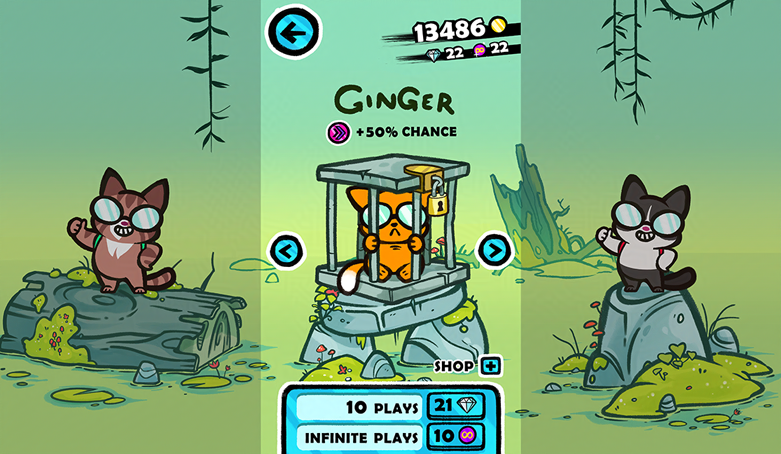 13486
22 22
GINGER
+50% CHANCE
SHOP
10 PLAYS 21
INFINITE PLAYS 10